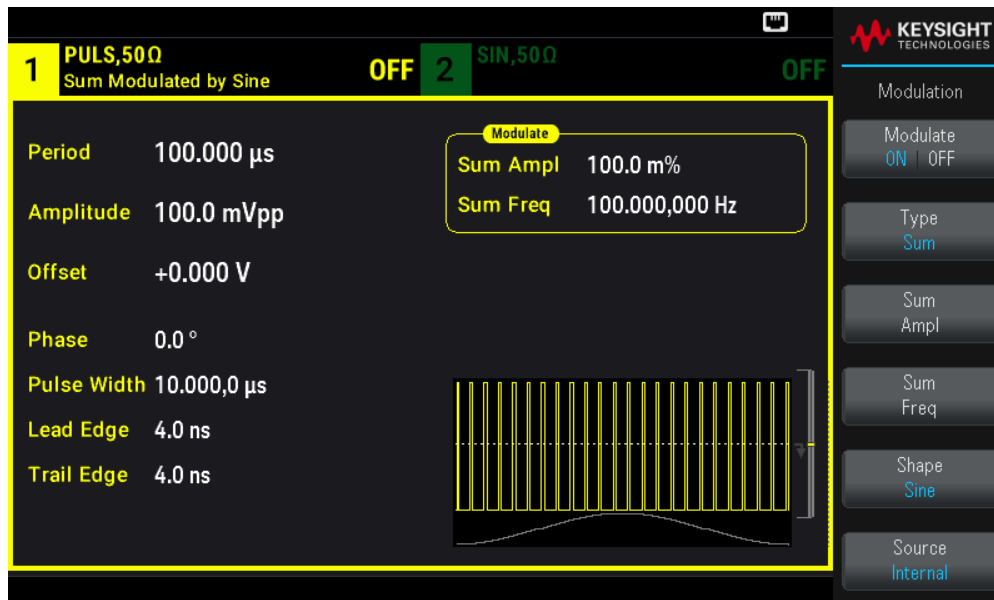 KEYSIGHT
TECHNOLOGIES
1 PULS,50Ω OFF 2 SIN,50Ω OFF
Sum Modulated by Sine
Modulation
Period 100.000 µs
Amplitude 100.0 mVpp
Offset +0.000 V
Phase 0.0 °
Pulse Width 10.000,0 µs
Lead Edge 4.0 ns
Trail Edge 4.0 ns
Modulate
Sum Ampl 100.0 m%
Sum Freq 100.000,000 Hz
Modulate
ON | OFF
Type
Sum
Sum
Ampl
Sum
Freq
Shape
Sine
Source
Internal